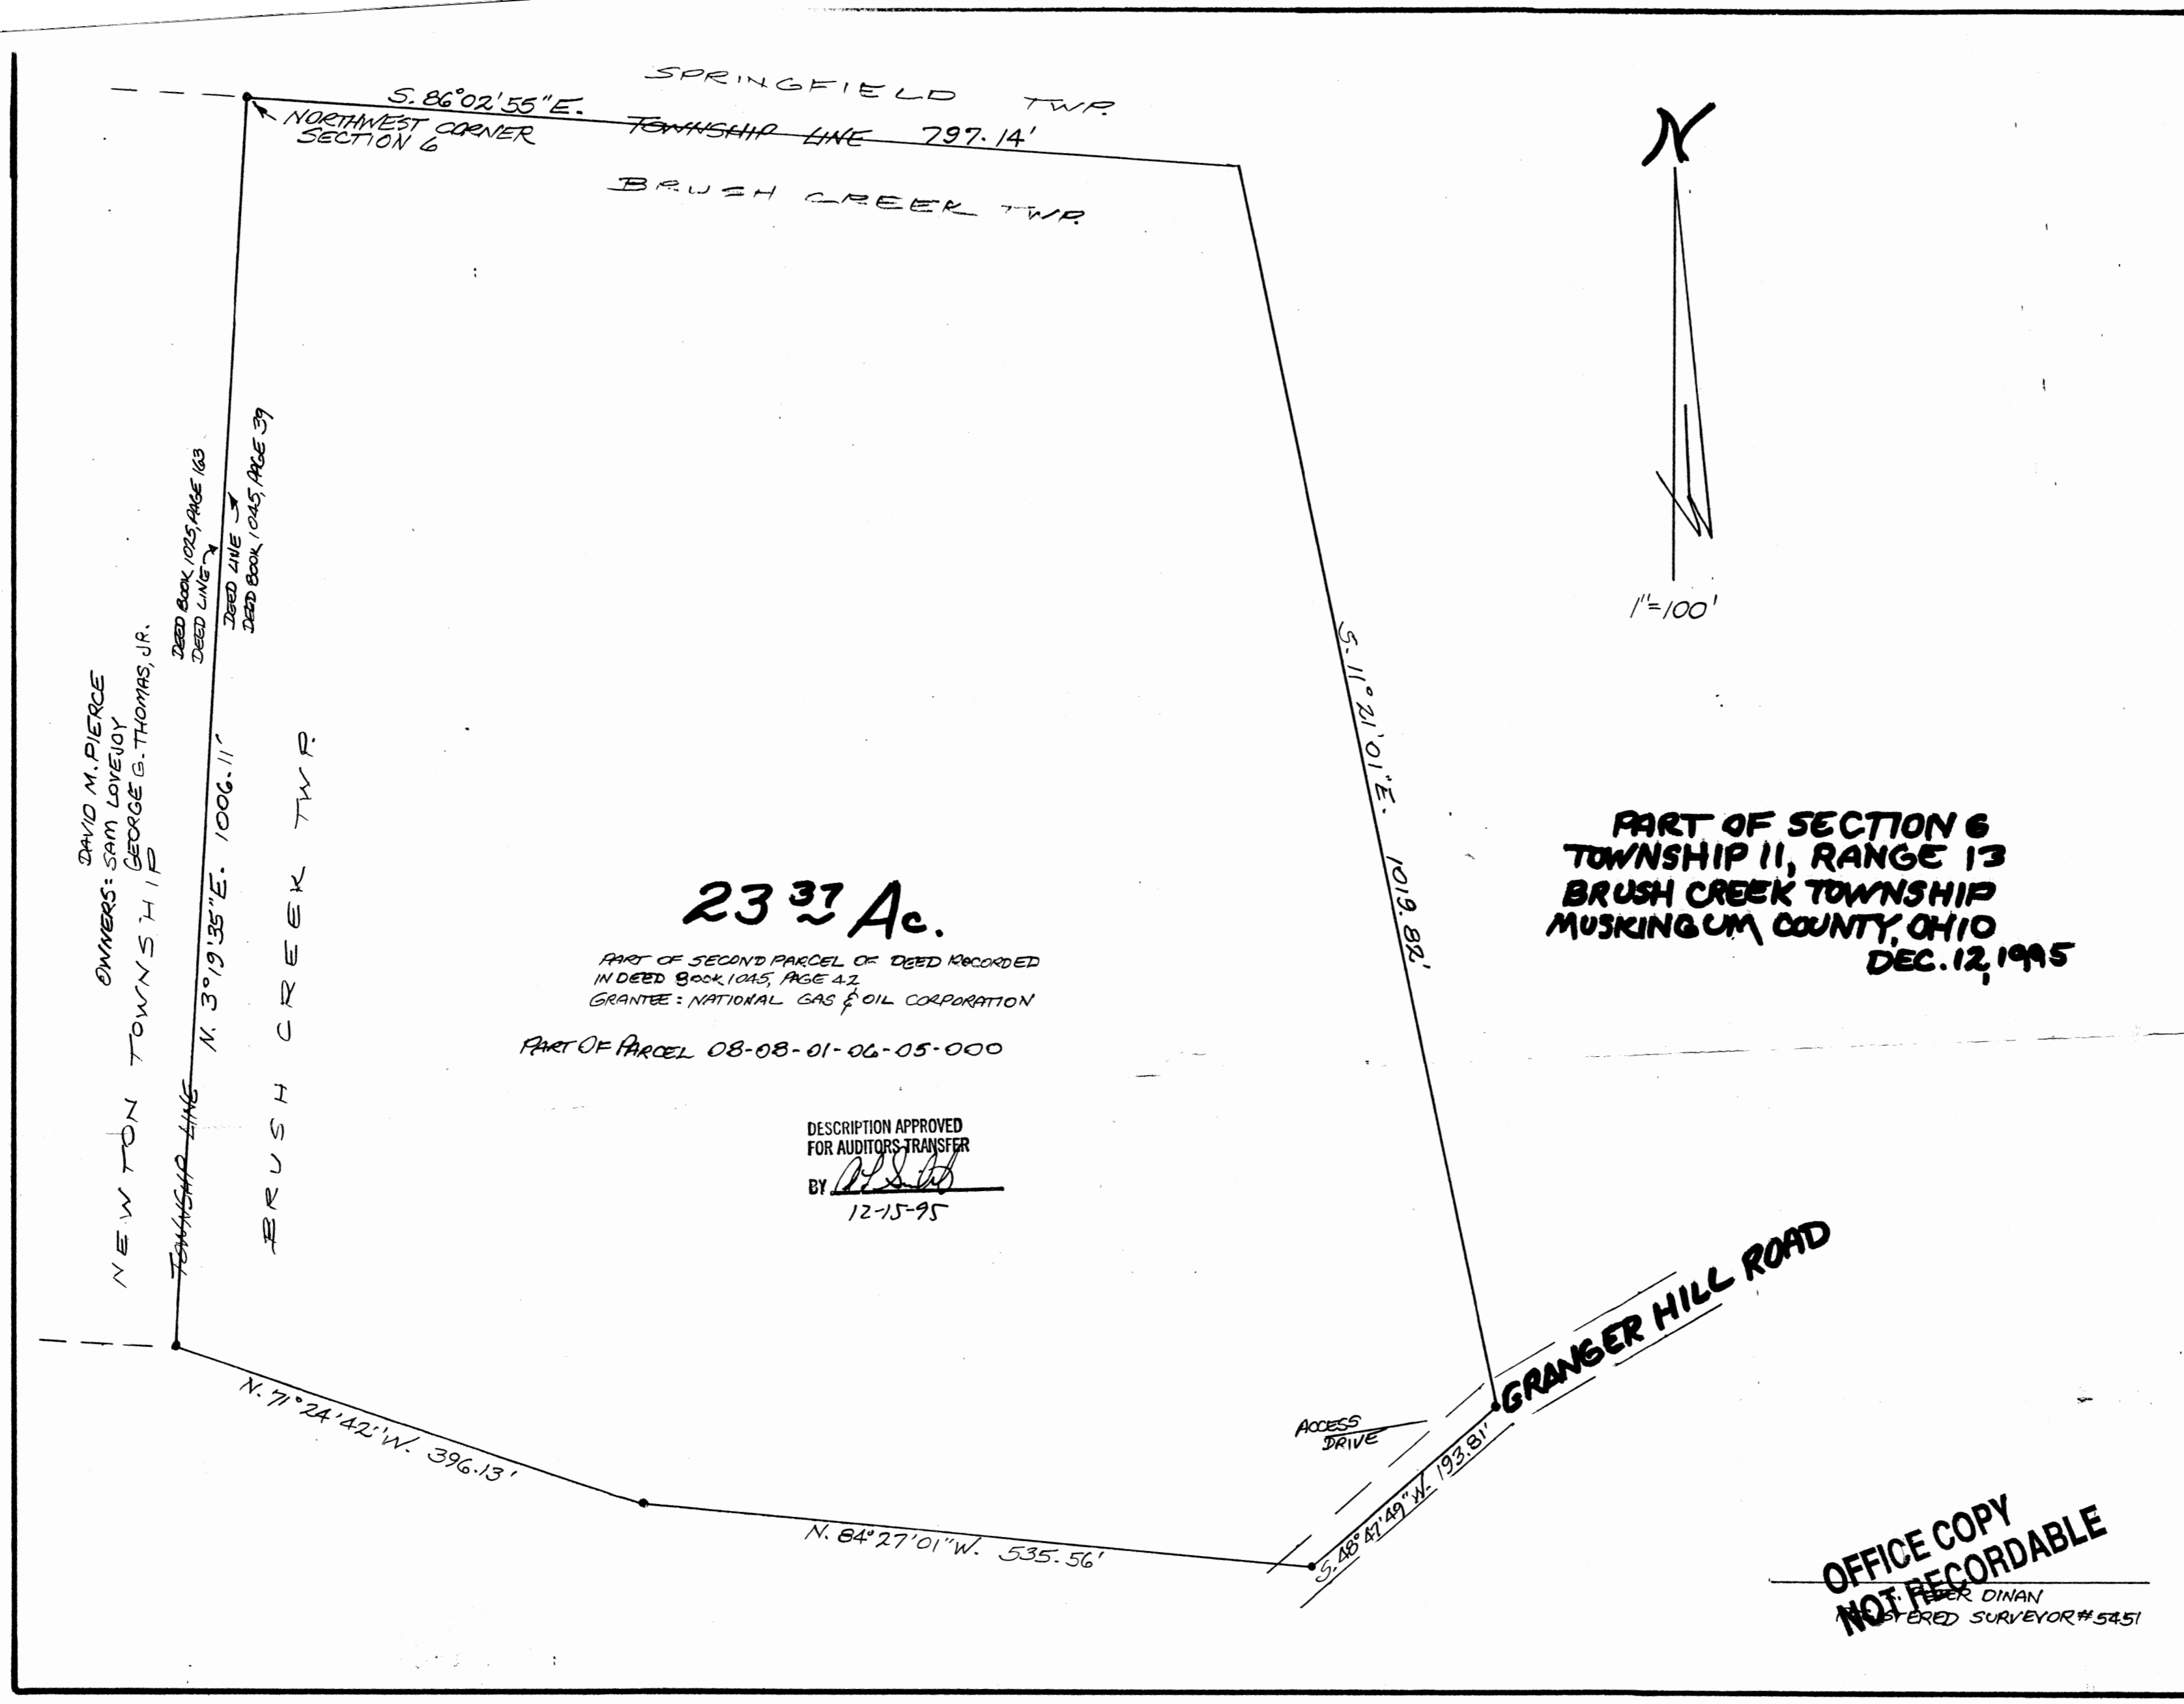 SPRINGFIELD TWP.
S. 86°02'55"E.
TOWNSHIP LINE 797.14'
NORTHWEST CORNER
SECTION 6
BRUSH CREEK TWP.
N
1"=100'
DEED BOOK 1025, PAGE 163
DEED LINE
DEED LINE
DEED BOOK 1045, PAGE 39
DAVID M. PIERCE
OWNERS: SAM LOVEJOY
GEORGE G. THOMAS, JR.
NEWTON TOWNSHIP
TOWNSHIP LINE N. 3°19'35"E. 1006.11'
BRUSH CREEK TWP.
S. 11°21'01"E. 1019.82'
23 37 Ac.
PART OF SECOND PARCEL OF DEED RECORDED
IN DEED BOOK 1045, PAGE 42
GRANTEE: NATIONAL GAS & OIL CORPORATION
PART OF PARCEL 08-08-01-06-05-000
DESCRIPTION APPROVED
FOR AUDITORS TRANSFER
BY
12-15-95
PART OF SECTION 6
TOWNSHIP 11, RANGE 13
BRUSH CREEK TOWNSHIP
MUSKINGUM COUNTY, OHIO
DEC. 12, 1995
GRANGER HILL ROAD
ACCESS
DRIVE
S. 48°47'49"W. 193.81'
N. 71°24'42"W. 396.13'
N. 84°27'01"W. 535.56'
OFFICE COPY
NOT RECORDABLE
DINAN
SURVEYOR #5451